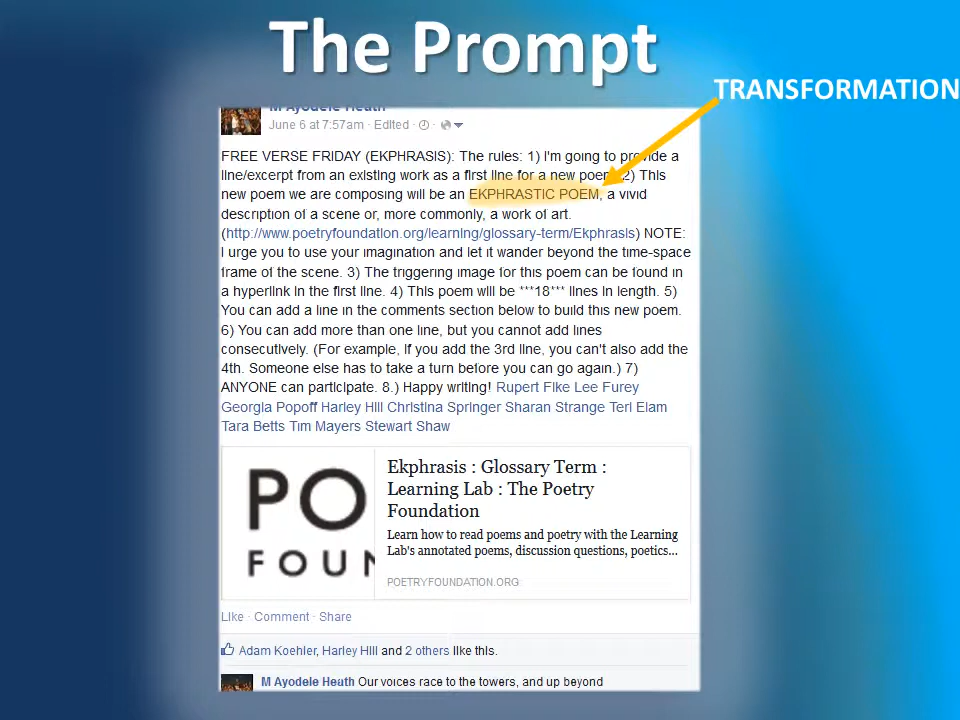 The Prompt
TRANSFORMATION
M Ayodele Heath
June 6 at 7:57am · Edited ·
FREE VERSE FRIDAY (EKPHRASIS): The rules: 1) I'm going to provide a
line/excerpt from an existing work as a first line for a new poem. 2) This
new poem we are composing will be an EKPHRASTIC POEM, a vivid
description of a scene or, more commonly, a work of art.
(http://www.poetryfoundation.org/learning/glossary-term/Ekphrasis) NOTE:
I urge you to use your imagination and let it wander beyond the time-space
frame of the scene. 3) The triggering image for this poem can be found in
a hyperlink in the first line. 4) This poem will be ***18*** lines in length. 5)
You can add a line in the comments section below to build this new poem.
6) You can add more than one line, but you cannot add lines
consecutively. (For example, if you add the 3rd line, you can't also add the
4th. Someone else has to take a turn before you can go again.) 7)
ANYONE can participate. 8.) Happy writing! Rupert Fike Lee Furey
Georgia Popoff Harley Hill Christina Springer Sharan Strange Teri Elam
Tara Betts Tim Mayers Stewart Shaw
PO
FOUN
Ekphrasis : Glossary Term :
Learning Lab : The Poetry
Foundation
Learn how to read poems and poetry with the Learning
Lab's annotated poems, discussion questions, poetics...
POETRYFOUNDATION.ORG
Like · Comment · Share
Adam Koehler, Harley Hill and 2 others like this.
M Ayodele Heath Our voices race to the towers, and up beyond